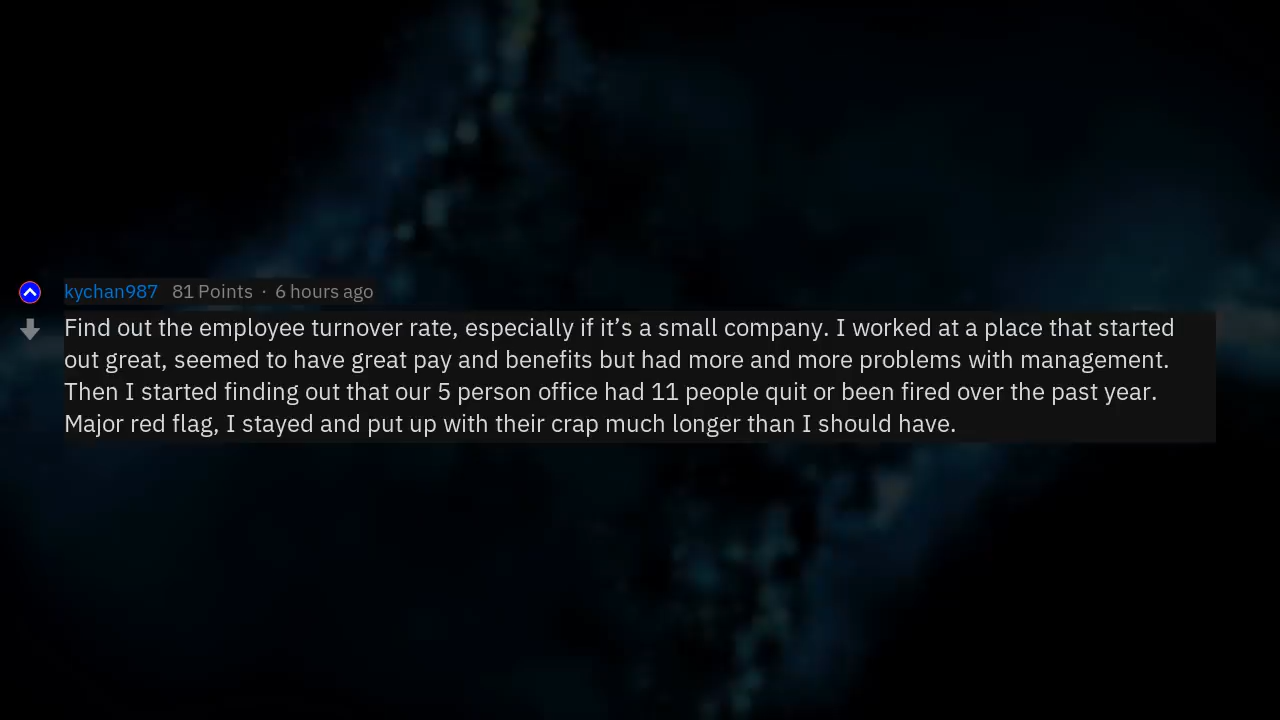 kychan987 81 Points · 6 hours ago
Find out the employee turnover rate, especially if it’s a small company. I worked at a place that started
out great, seemed to have great pay and benefits but had more and more problems with management.
Then I started finding out that our 5 person office had 11 people quit or been fired over the past year.
Major red flag, I stayed and put up with their crap much longer than I should have.